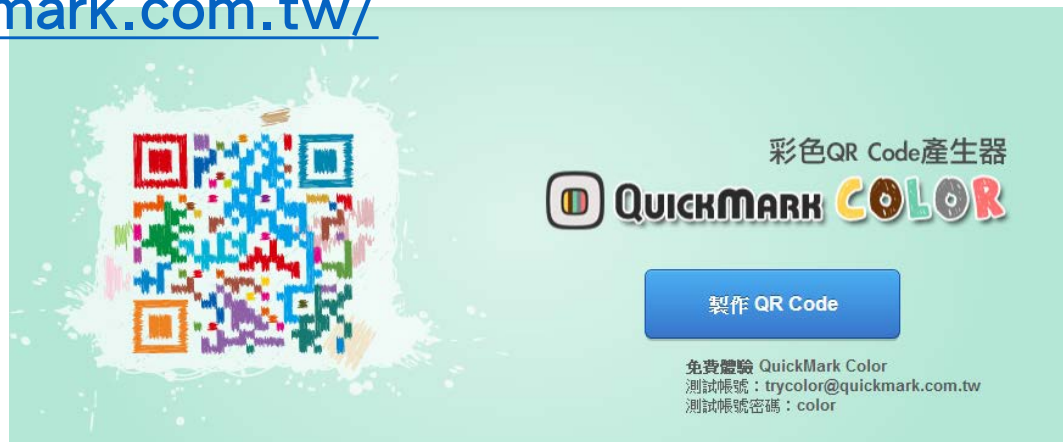 mark.com.tw/
彩色QR Code產生器
QUICKMARK COLOR
製作 QR Code
免費體驗 QuickMark Color
測試帳號：trycolor@quickmark.com.tw
測試帳號密碼：color